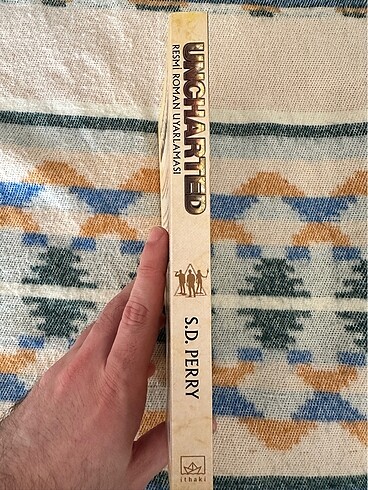 UNCHARTED
RESMİ ROMAN UYARLAMASI
S.D. PERRY
ithaki